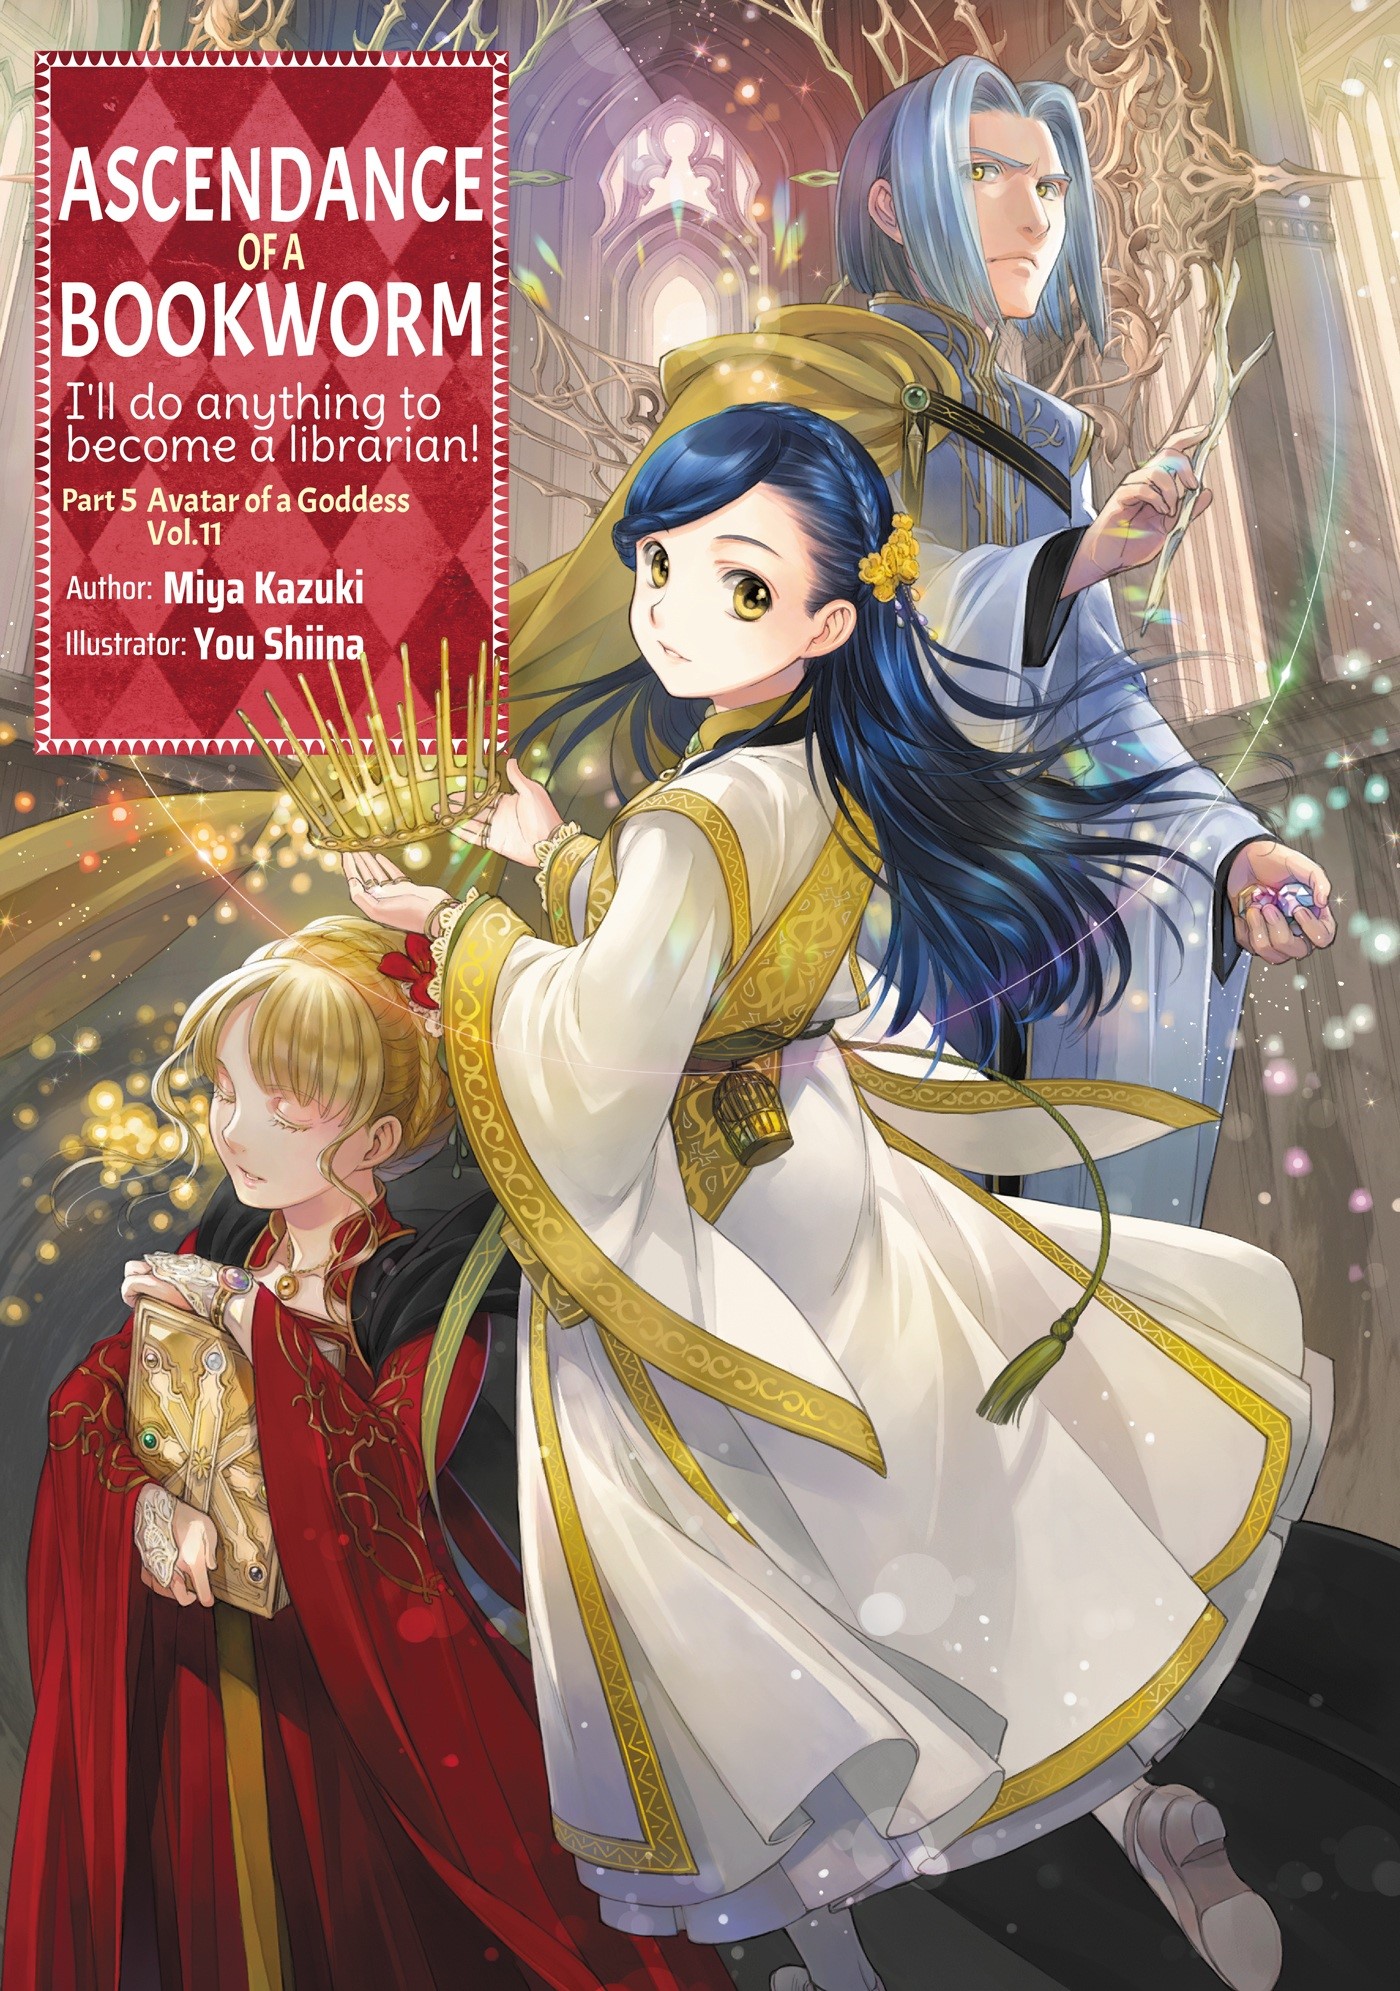 ASCENDANCE
OF A
BOOKWORM
I'll do anything to
become a librarian!
Part 5 Avatar of a Goddess
Vol.11
Author: Miya Kazuki
Illustrator: You Shiina